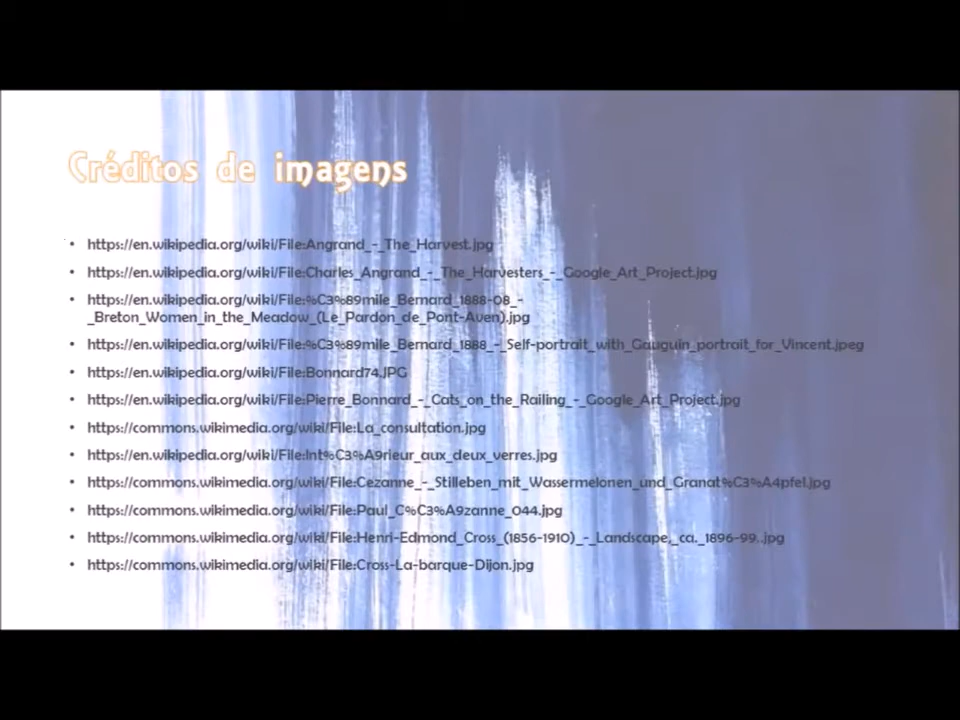 Créditos de imagens
• https://en.wikipedia.org/wiki/File:Angrand_-_The_Harvest.jpg
• https://en.wikipedia.org/wiki/File:Charles_Angrand_-_The_Harvesters_-_Google_Art_Project.jpg
• https://en.wikipedia.org/wiki/File:%C3%89mile_Bernard_1888-08_-
_Breton_Women_in_the_Meadow_(Le_Pardon_de_Pont-Aven).jpg
• https://en.wikipedia.org/wiki/File:%C3%89mile_Bernard_1888_-_Self-portrait_with_Gauguin_portrait_for_Vincent.jpeg
• https://en.wikipedia.org/wiki/File:Bonnard74.JPG
• https://en.wikipedia.org/wiki/File:Pierre_Bonnard_-_Cats_on_the_Railing_-_Google_Art_Project.jpg
• https://commons.wikimedia.org/wiki/File:La_consultation.jpg
• https://en.wikipedia.org/wiki/File:Int%C3%A9rieur_aux_deux_verres.jpg
• https://commons.wikimedia.org/wiki/File:Cezanne_-_Stilleben_mit_Wassermelonen_und_Granat%C3%A4pfel.jpg
• https://commons.wikimedia.org/wiki/File:Paul_C%C3%A9zanne_044.jpg
• https://commons.wikimedia.org/wiki/File:Henri-Edmond_Cross_(1856-1910)_-_Landscape,_ca._1896-99..jpg
• https://commons.wikimedia.org/wiki/File:Cross-La-barque-Dijon.jpg